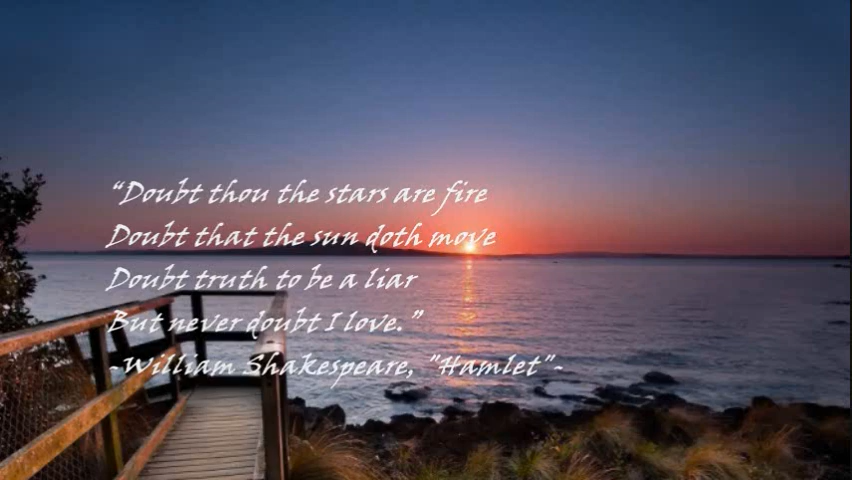 “Doubt thou the stars are fire
Doubt that the sun doth move
Doubt truth to be a liar
But never doubt I love.”
~William Shakespeare, "Hamlet"~